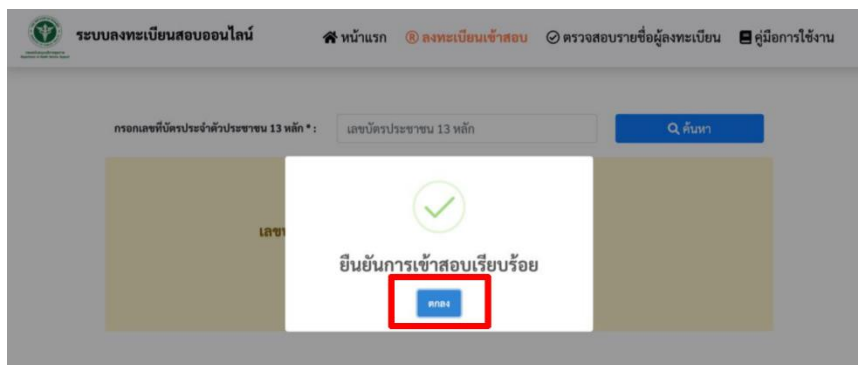 ระบบลงทะเบียนสอบออนไลน์
หน้าแรก
® ลงทะเบียนเข้าสอบ
ตรวจสอบรายชื่อผู้ลงทะเบียน
คู่มือการใช้งาน
กรอกเลขที่บัตรประจำตัวประชาชน 13 หลัก * :
เลขบัตรประชาชน 13 หลัก
ค้นหา
ยืนยันการเข้าสอบเรียบร้อย
ตกลง